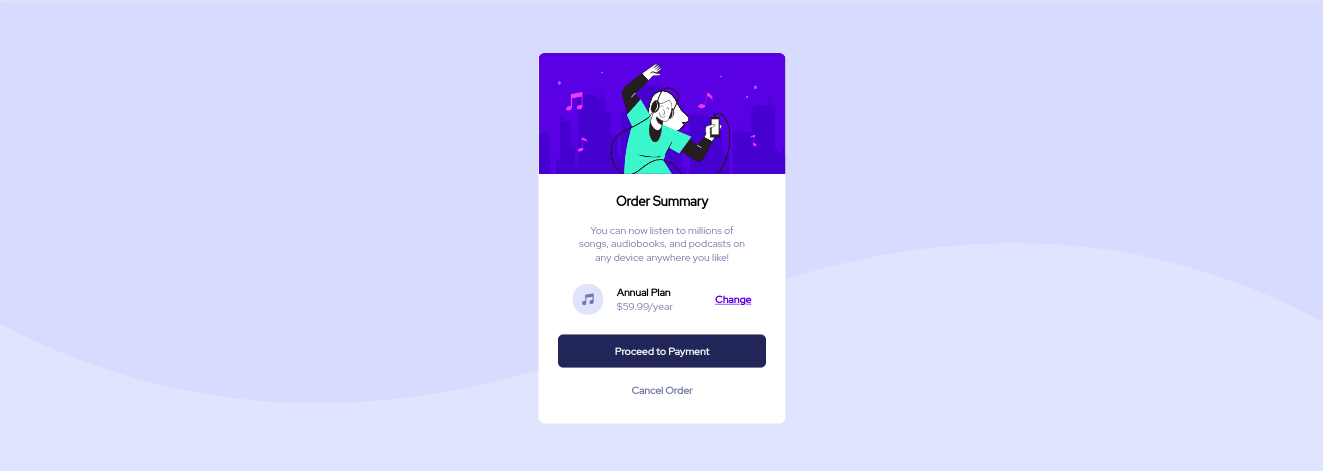 Order Summary
You can now listen to millions of
songs, audiobooks, and podcasts on
any device anywhere you like!
Annual Plan
$59.99/year
Change
Proceed to Payment
Cancel Order